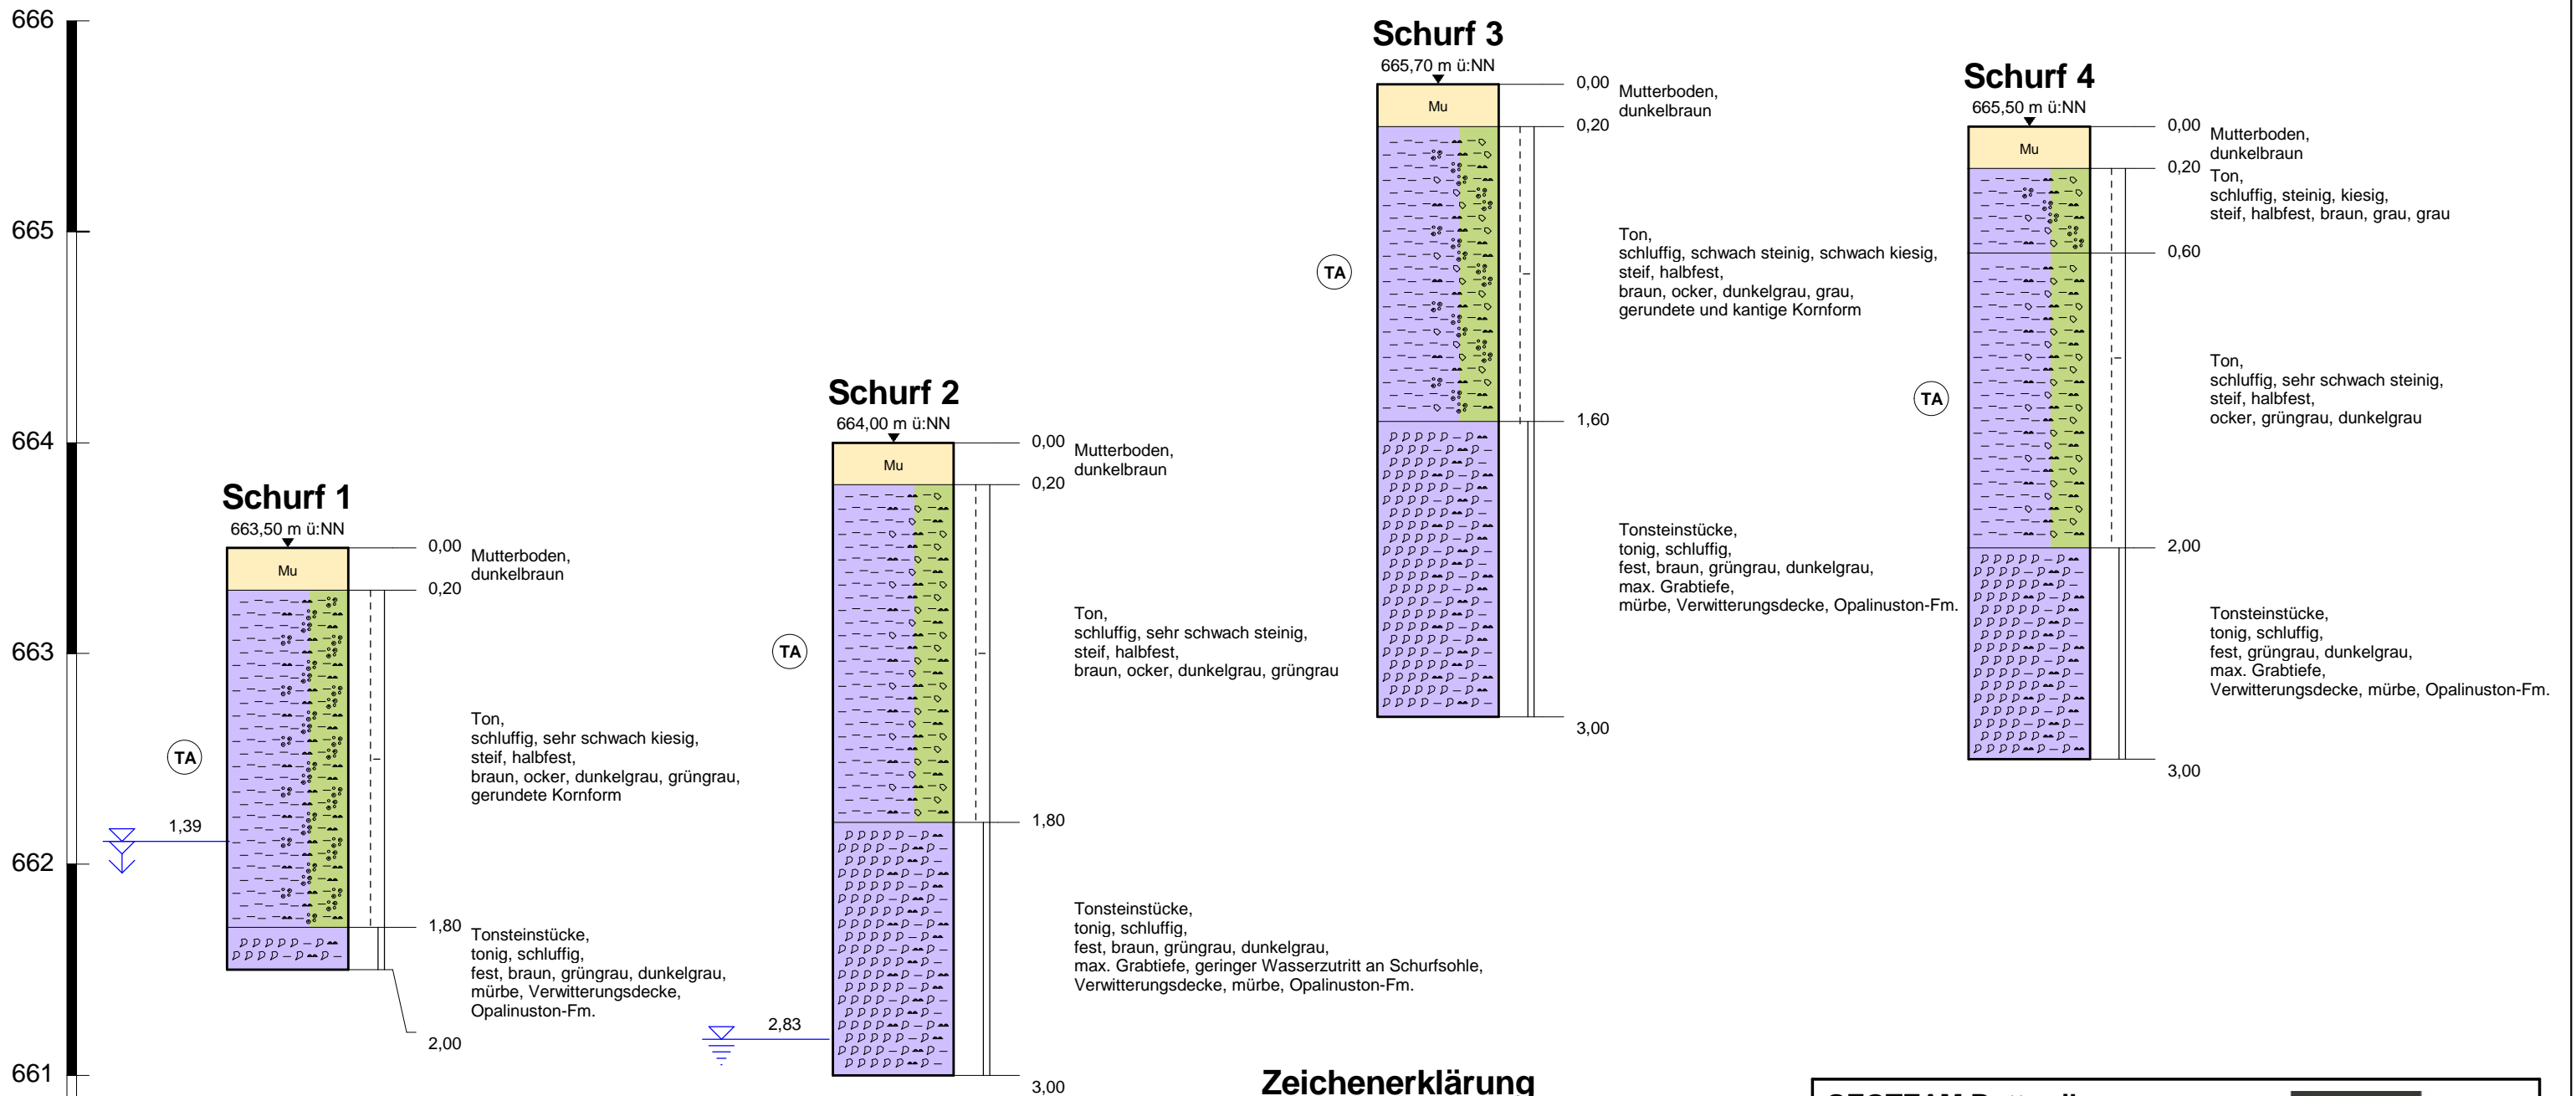 666
665
664
663
662
661
Schurf 1
663,50 m ü:NN
Mu
0,00
Mutterboden,
dunkelbraun
0,20
TA
Ton,
schluffig, sehr schwach kiesig,
steif, halbfest,
braun, ocker, dunkelgrau, grüngrau,
gerundete Kornform
1,39
1,80
Tonsteinstücke,
tonig, schluffig,
fest, braun, grüngrau, dunkelgrau,
mürbe, Verwitterungsdecke,
Opalinuston-Fm.
2,00
Schurf 2
664,00 m ü:NN
Mu
0,00
Mutterboden,
dunkelbraun
0,20
TA
Ton,
schluffig, sehr schwach steinig,
steif, halbfest,
braun, ocker, dunkelgrau, grüngrau
1,80
Tonsteinstücke,
tonig, schluffig,
fest, braun, grüngrau, dunkelgrau,
max. Grabtiefe, geringer Wasserzutritt an Schurfsohle,
Verwitterungsdecke, mürbe, Opalinuston-Fm.
2,83
3,00
Schurf 3
665,70 m ü:NN
Mu
0,00
Mutterboden,
dunkelbraun
0,20
TA
Ton,
schluffig, schwach steinig, schwach kiesig,
steif, halbfest,
braun, ocker, dunkelgrau, grau,
gerundete und kantige Kornform
1,60
Tonsteinstücke,
tonig, schluffig,
fest, braun, grüngrau, dunkelgrau,
max. Grabtiefe,
mürbe, Verwitterungsdecke, Opalinuston-Fm.
3,00
Schurf 4
665,50 m ü:NN
Mu
0,00
Mutterboden,
dunkelbraun
0,20
Ton,
schluffig, steinig, kiesig,
steif, halbfest, braun, grau, grau
0,60
TA
Ton,
schluffig, sehr schwach steinig,
steif, halbfest,
ocker, grüngrau, dunkelgrau
2,00
Tonsteinstücke,
tonig, schluffig,
fest, grüngrau, dunkelgrau,
max. Grabtiefe,
Verwitterungsdecke, mürbe, Opalinuston-Fm.
3,00
Zeichenerklärung